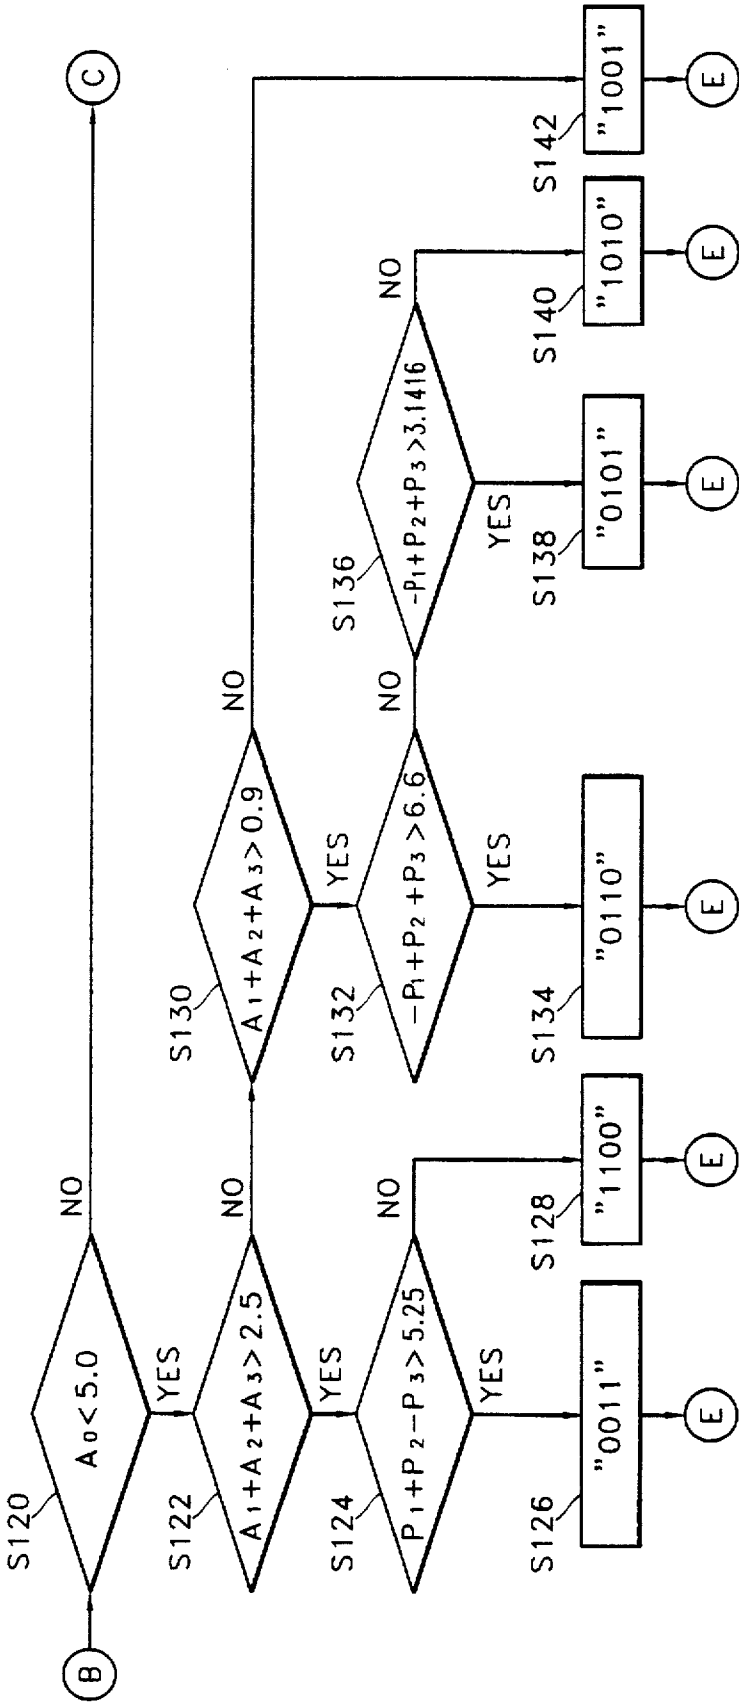 B
S120
A0<5.0
NO
C
YES
S122
A1+A2+A3>2.5
NO
YES
S130
A1+A2+A3>0.9
NO
YES
S124
P1+P2-P3>5.25
NO
YES
S132
-P1+P2+P3>6.6
NO
YES
S136
-P1+P2+P3>3.1416
NO
YES
S126
"0011"
S128
"1100"
S134
"0110"
S138
"0101"
S140
"1010"
S142
"1001"
E
E
E
E
E
E